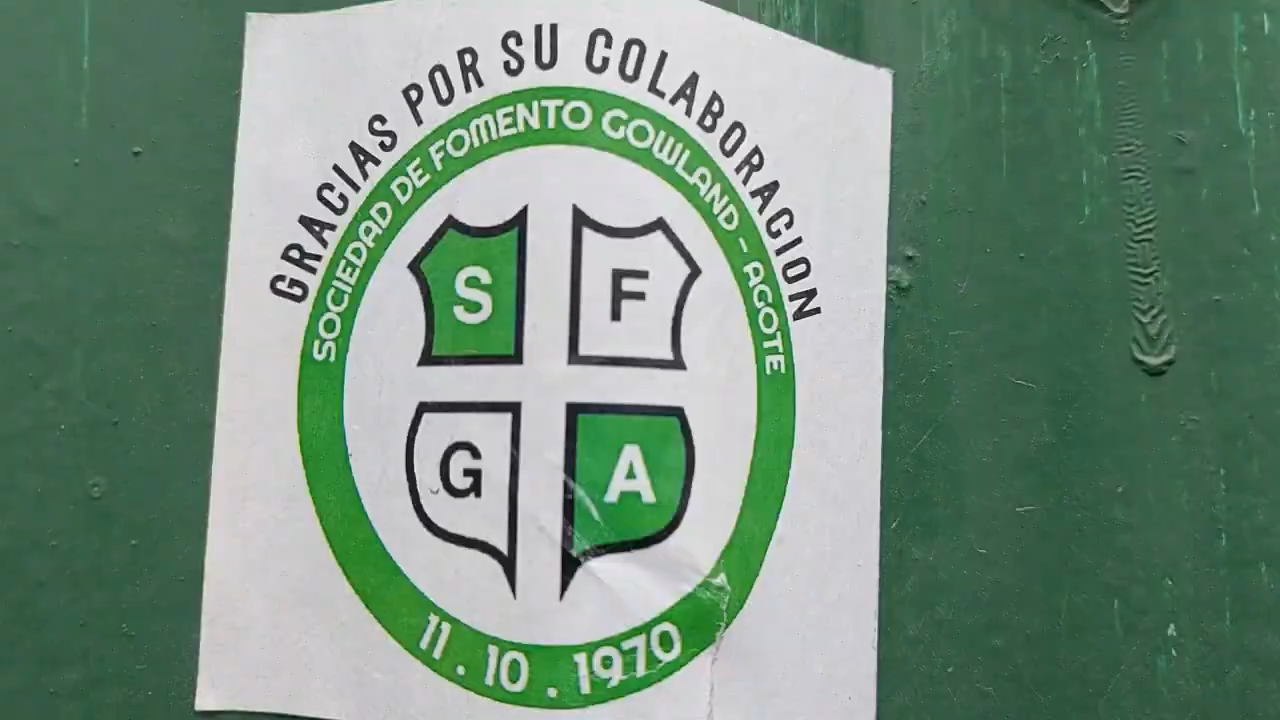 GRACIAS POR SU COLABORACION
SOCIEDAD DE FOMENTO GOWLAND - AGOTE
S F
G A
11.10.1970